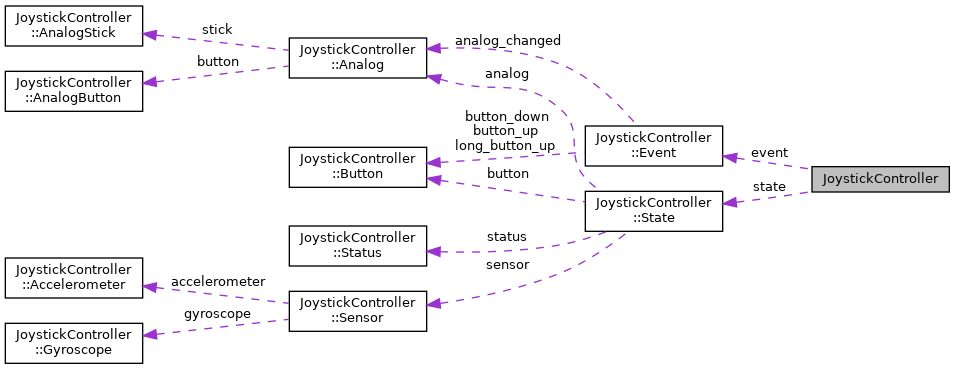 JoystickController
::AnalogStick
stick
JoystickController
::Analog
analog_changed
button
JoystickController
::AnalogButton
analog
button_down
button_up
long_button_up
JoystickController
::Event
event
JoystickController
JoystickController
::Button
button
state
JoystickController
::State
JoystickController
::Status
status
sensor
JoystickController
::Accelerometer
accelerometer
JoystickController
::Sensor
gyroscope
JoystickController
::Gyroscope